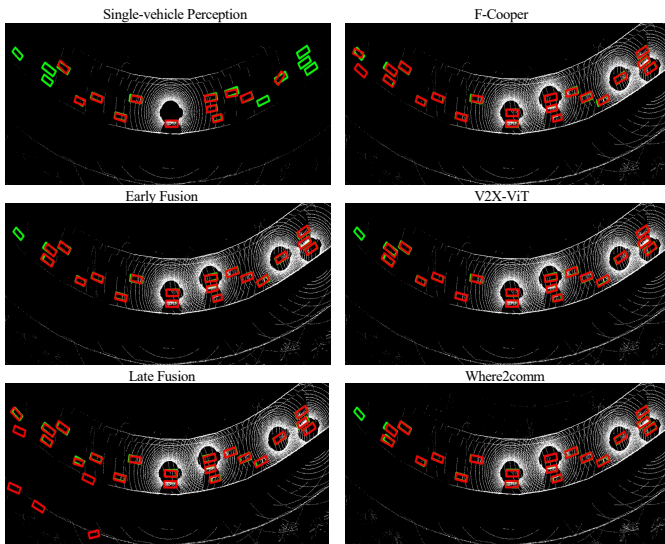 Single-vehicle Perception
F-Cooper
Early Fusion
V2X-ViT
Late Fusion
Where2comm